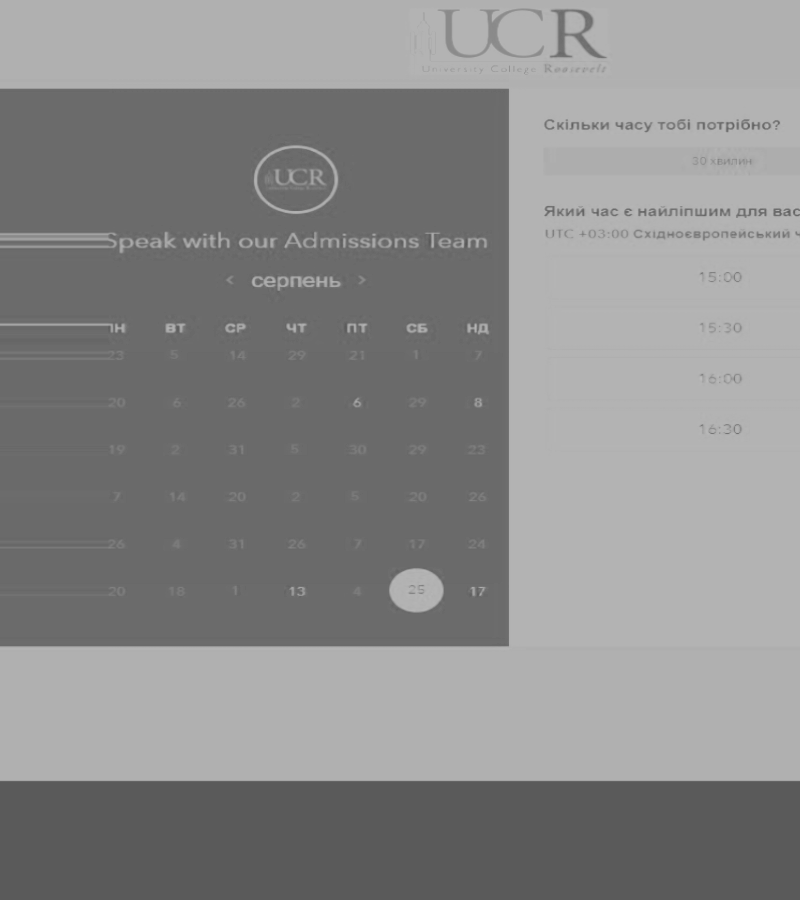 UCR
University College Roosevelt
UCR
Speak with our Admissions Team
< серпень >
ПН ВТ СР ЧТ ПТ СБ НД
23 5 14 29 21 1 7
20 6 26 2 6 29 8
19 2 31 5 30 29 23
7 14 20 2 5 20 26
26 4 31 26 7 17 24
20 18 1 13 4 25 17
Скільки часу тобі потрібно?
30 хвилин
Який час є найліпшим для вас
UTC +03:00 Східноєвропейський ч
15:00
15:30
16:00
16:30